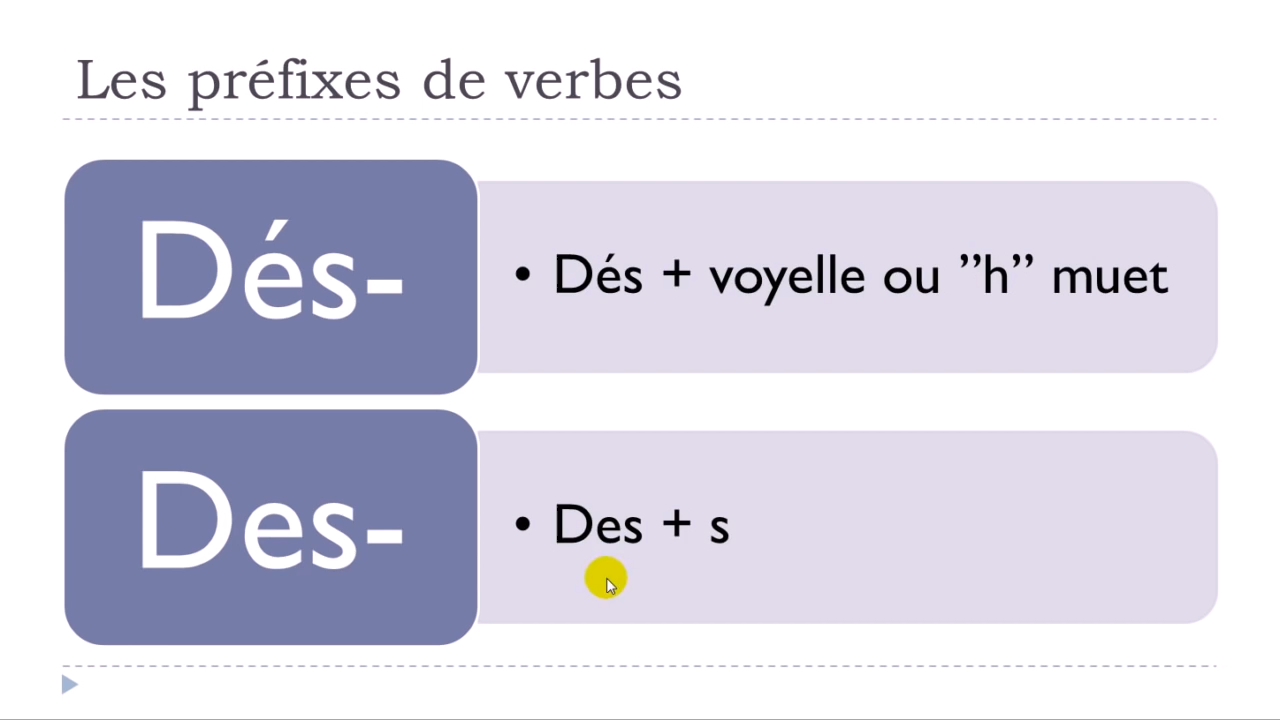 Les préfixes de verbes
Dés-
• Dés + voyelle ou ”h” muet
Des-
• Des + s